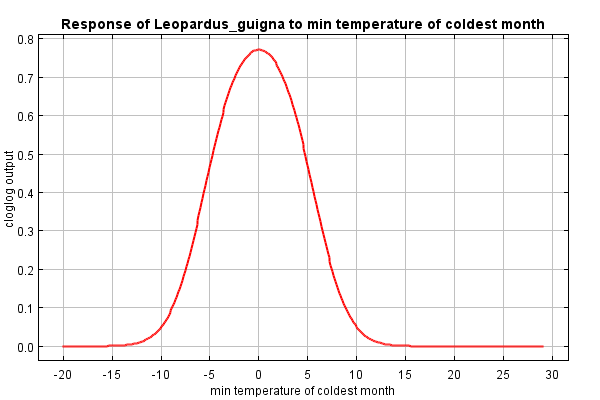 Response of Leopardus_guigna to min temperature of coldest month
cloglog output
0.8
0.7
0.6
0.5
0.4
0.3
0.2
0.1
0.0
-20 -15 -10 -5 0 5 10 15 20 25 30
min temperature of coldest month